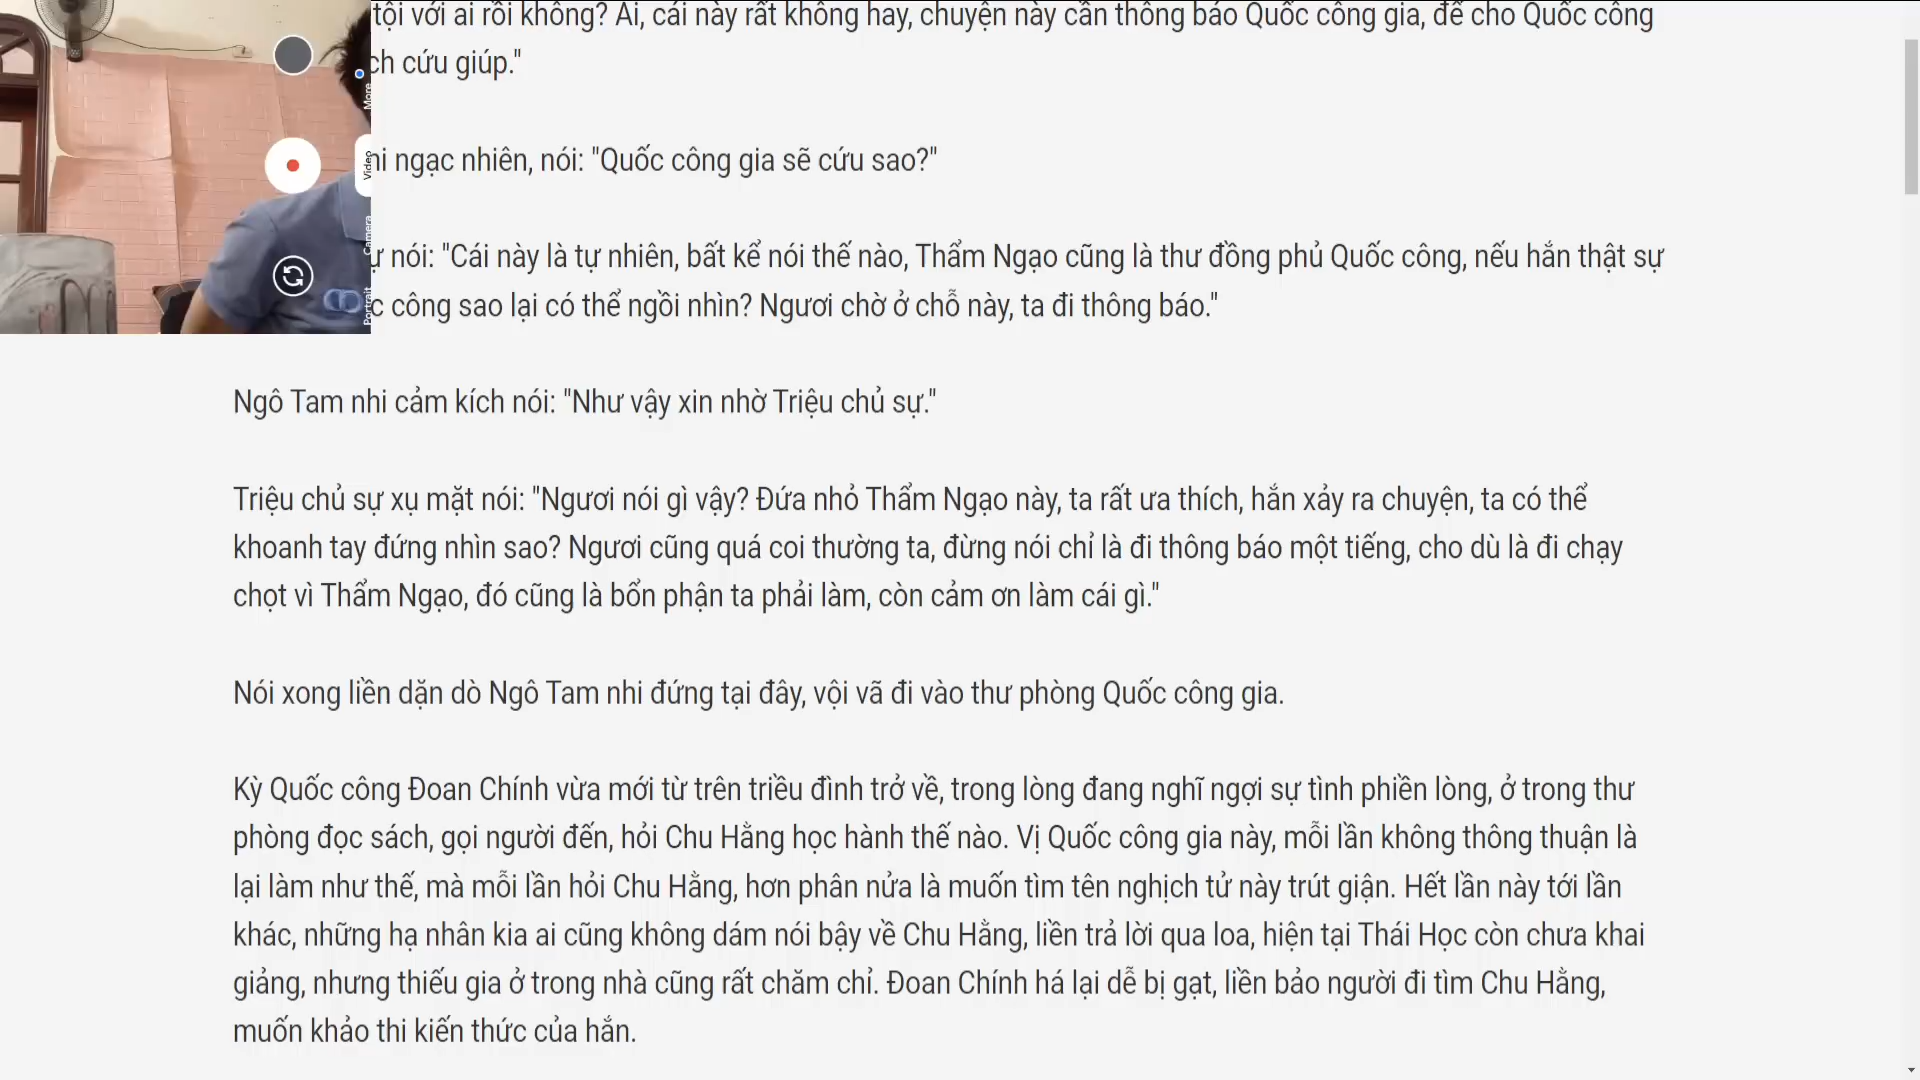 tội với ai rồi không? Ai, cái này rất không hay, chuyện này cần thông báo Quốc công gia, để cho Quốc công
cứu giúp."
More
ngạc nhiên, nói: "Quốc công gia sẽ cứu sao?"
Video
Camera
nói: "Cái này là tự nhiên, bất kể nói thế nào, Thẩm Ngạo cũng là thư đồng phủ Quốc công, nếu hắn thật sự
công sao lại có thể ngồi nhìn? Ngươi chờ ở chỗ này, ta đi thông báo."
Portrait
Ngô Tam nhi cảm kích nói: "Như vậy xin nhờ Triệu chủ sự."
Triệu chủ sự xụ mặt nói: "Ngươi nói gì vậy? Đứa nhỏ Thẩm Ngạo này, ta rất ưa thích, hắn xảy ra chuyện, ta có thể
khoanh tay đứng nhìn sao? Ngươi cũng quá coi thường ta, đừng nói chỉ là đi thông báo một tiếng, cho dù là đi chạy
chọt vì Thẩm Ngạo, đó cũng là bổn phận ta phải làm, còn cảm ơn làm cái gì."
Nói xong liền dặn dò Ngô Tam nhi đứng tại đây, vội vã đi vào thư phòng Quốc công gia.
Kỳ Quốc công Đoan Chính vừa mới từ trên triều đình trở về, trong lòng đang nghĩ ngợi sự tình phiền lòng, ở trong thư
phòng đọc sách, gọi người đến, hỏi Chu Hằng học hành thế nào. Vị Quốc công gia này, mỗi lần không thông thuận là
lại làm như thế, mà mỗi lần hỏi Chu Hằng, hơn phân nửa là muốn tìm tên nghịch tử này trút giận. Hết lần này tới lần
khác, những hạ nhân kia ai cũng không dám nói bậy về Chu Hằng, liền trả lời qua loa, hiện tại Thái Học còn chưa khai
giảng, nhưng thiếu gia ở trong nhà cũng rất chăm chỉ. Đoan Chính há lại dễ bị gạt, liền bảo người đi tìm Chu Hằng,
muốn khảo thi kiến thức của hắn.